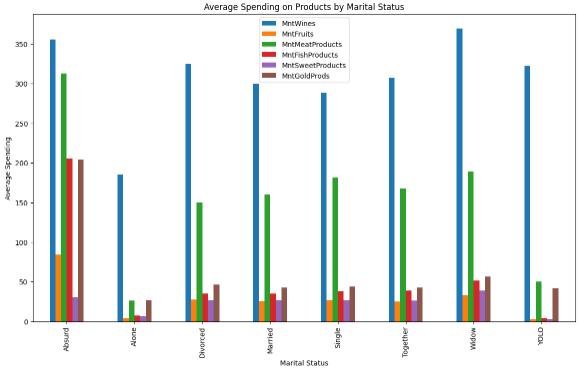 Average Spending on Products by Marital Status
MntWines
MntFruits
MntMeatProducts
MntFishProducts
MntSweetProducts
MntGoldProds
Average Spending
350
300
250
200
150
100
50
0
Absurd
Alone
Divorced
Married
Single
Together
Widow
YOLO
Marital Status